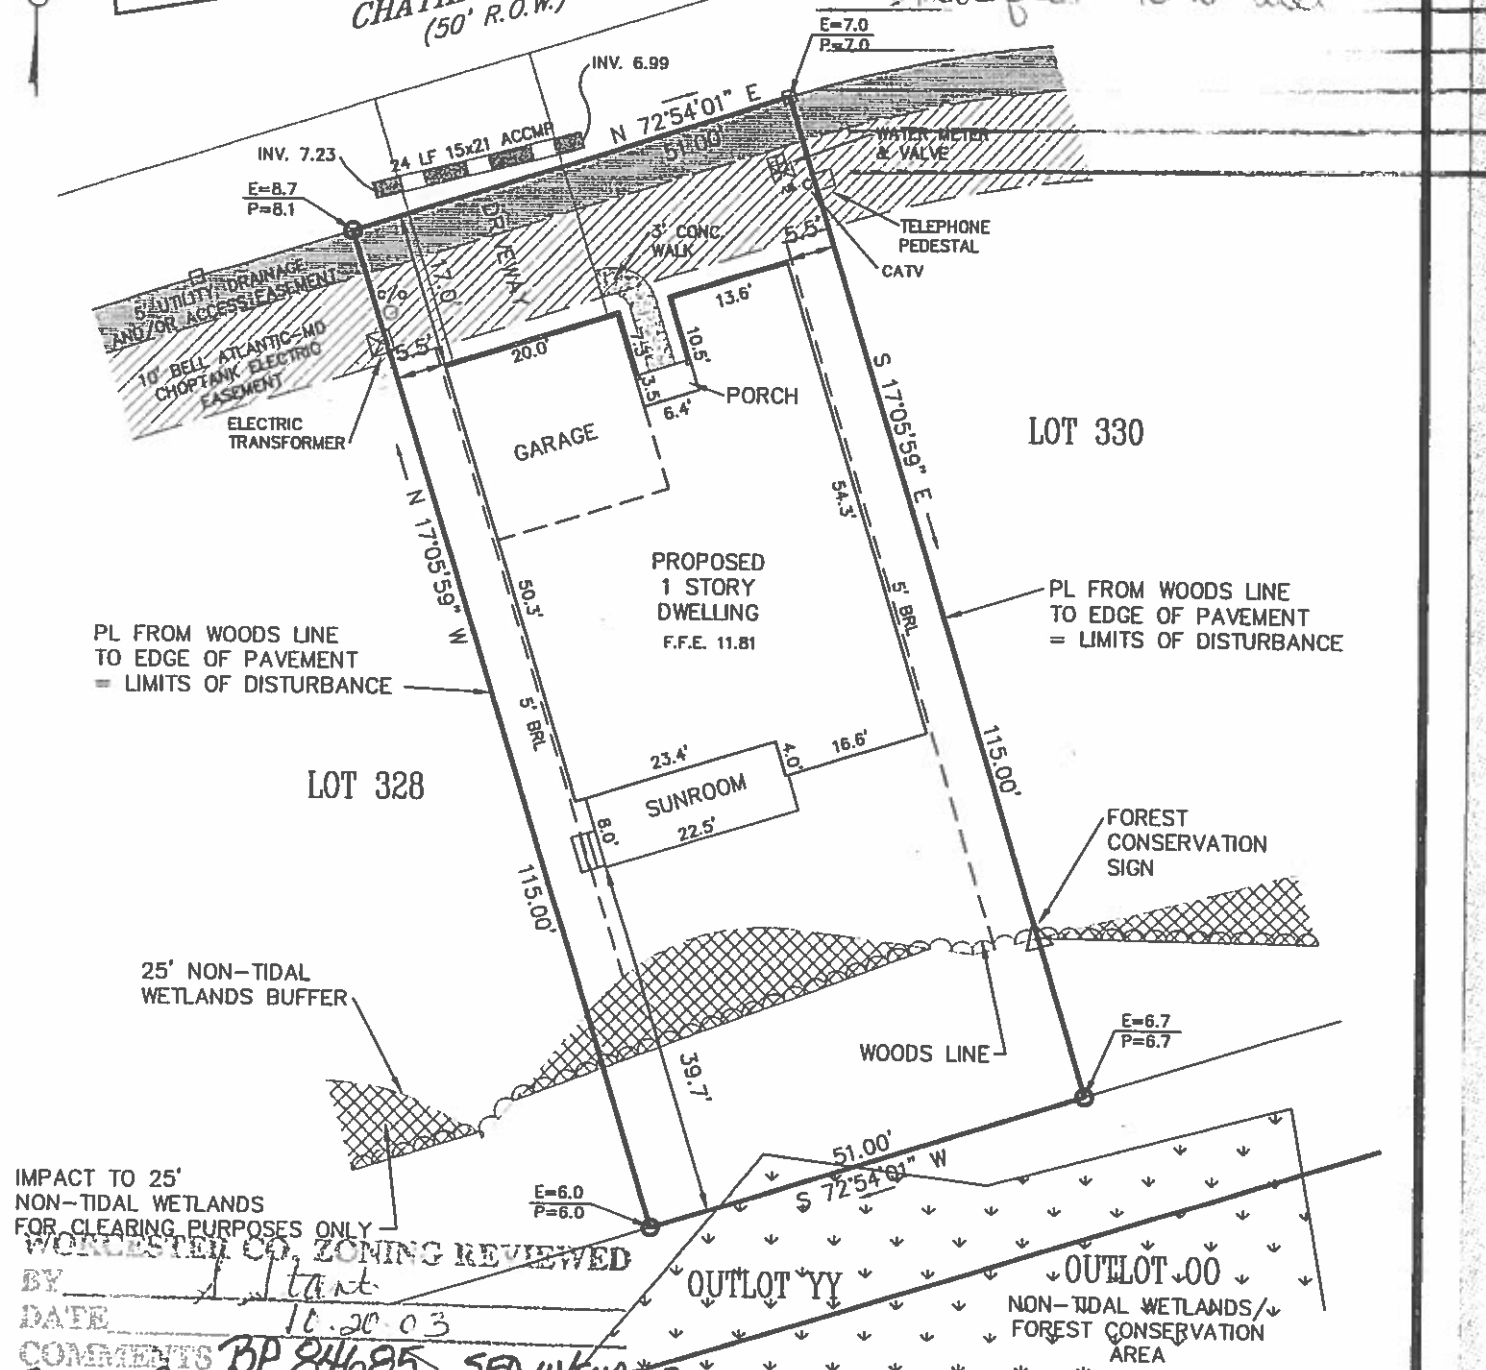 (50' R.O.W.)
E=7.0
P=7.0
INV. 6.99
N 72°54'01" E
51.00'
INV. 7.23
24 LF 15x21 ACCMP
WATER METER
& VALVE
E=8.7
P=8.1
TELEPHONE
PEDESTAL
CATV
3' CONC.
WALK
DRIVEWAY
17.0'
5.5'
5' UTILITY, DRAINAGE
AND/OR ACCESS EASEMENT
c/o
10' BELL ATLANTIC-MD
CHOPTANK ELECTRIC
EASEMENT
5.5'
20.0'
7.5'
13.6'
10.5'
3.5'
6.4'
PORCH
ELECTRIC
TRANSFORMER
GARAGE
LOT 330
S 17°05'59" E
N 17°05'59" W
54.3'
50.3'
PROPOSED
1 STORY
DWELLING
F.F.E. 11.81
5' BRL
PL FROM WOODS LINE
TO EDGE OF PAVEMENT
= LIMITS OF DISTURBANCE
PL FROM WOODS LINE
TO EDGE OF PAVEMENT
= LIMITS OF DISTURBANCE
5' BRL
LOT 328
23.4'
4.0'
16.6'
SUNROOM
8.0'
22.5'
115.00'
115.00'
FOREST
CONSERVATION
SIGN
25' NON-TIDAL
WETLANDS BUFFER
WOODS LINE
39.7'
E=6.7
P=6.7
51.00'
S 72°54'01" W
E=6.0
P=6.0
IMPACT TO 25'
NON-TIDAL WETLANDS
FOR CLEARING PURPOSES ONLY
WORCESTER CO. ZONING REVIEWED
BY
DATE 10-20-03
COMMENTS BP 84685
OUTLOT YY
OUTLOT OO
NON-TIDAL WETLANDS/
FOREST CONSERVATION
AREA